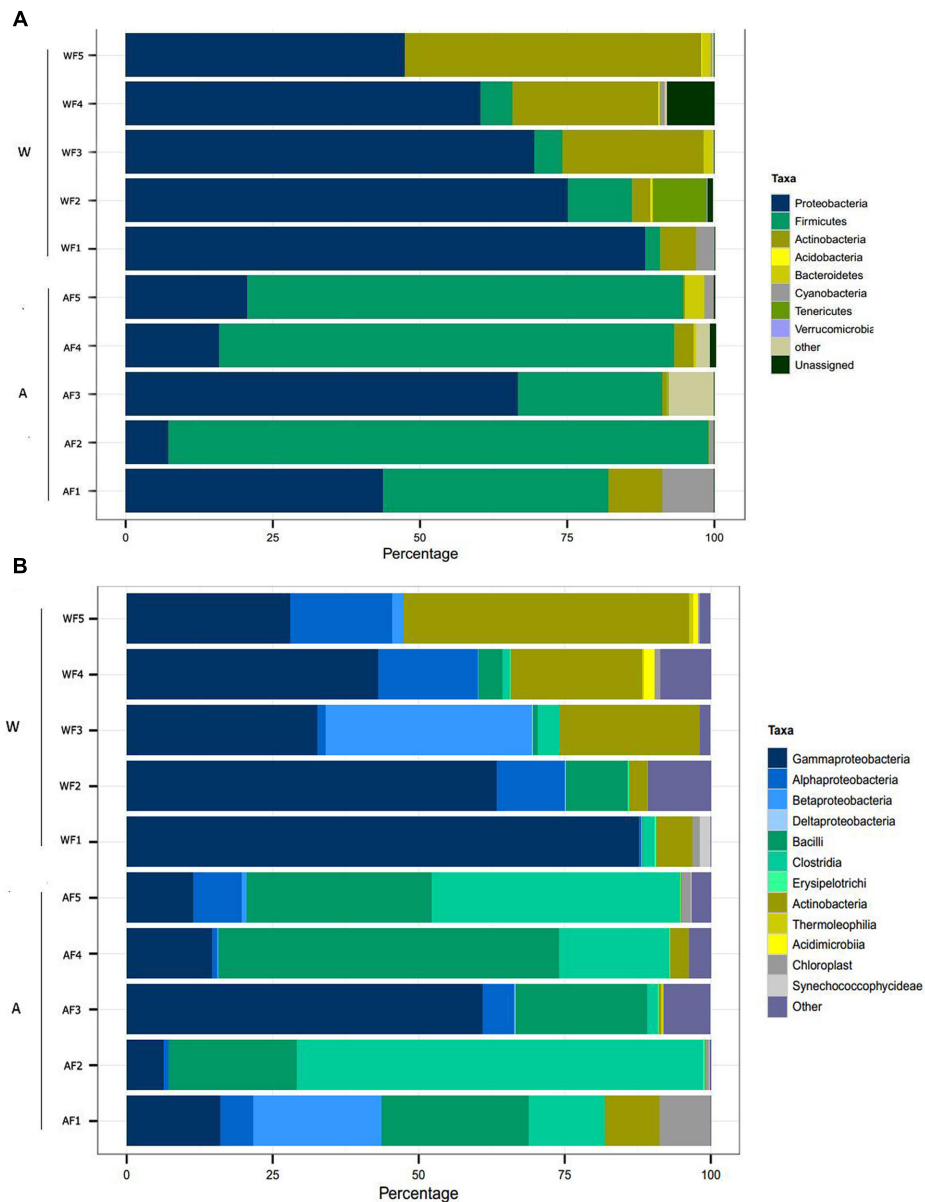 A
WF5
WF4
W
WF3
WF2
WF1
AF5
AF4
A
AF3
AF2
AF1
0 25 50 75 100
Percentage
Taxa
Proteobacteria
Firmicutes
Actinobacteria
Acidobacteria
Bacteroidetes
Cyanobacteria
Tenericutes
Verrucomicrobia
other
Unassigned
B
WF5
WF4
W
WF3
WF2
WF1
AF5
AF4
A
AF3
AF2
AF1
0 25 50 75 100
Percentage
Taxa
Gammaproteobacteria
Alphaproteobacteria
Betaproteobacteria
Deltaproteobacteria
Bacilli
Clostridia
Erysipelotrichi
Actinobacteria
Thermoleophilia
Acidimicrobiia
Chloroplast
Synechococcophycideae
Other